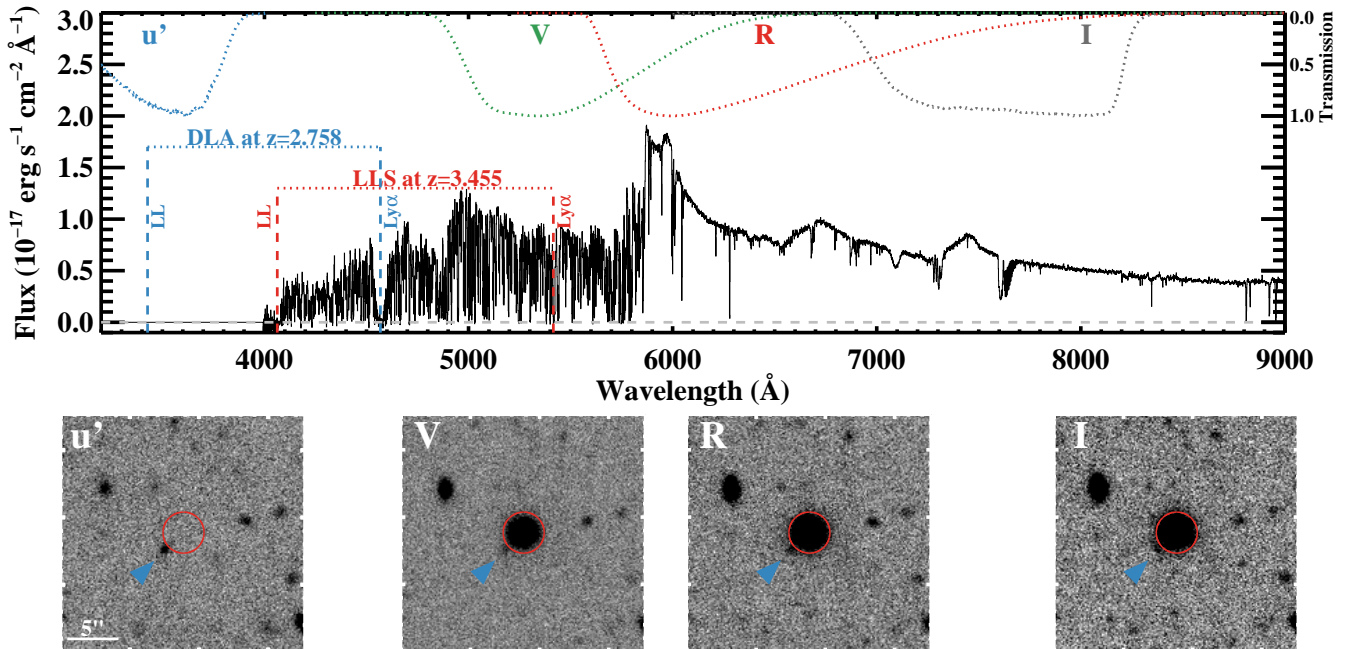 u’ V R I
3.0
2.5
2.0
1.5
1.0
0.5
0.0
Flux (10⁻¹⁷ erg s⁻¹ cm⁻² Å⁻¹)
0.0
0.5
1.0
Transmission
DLA at z=2.758
LLS at z=3.455
LL
LL
Lyα
Lyα
4000 5000 6000 7000 8000 9000
Wavelength (Å)
u’ V R I
5"